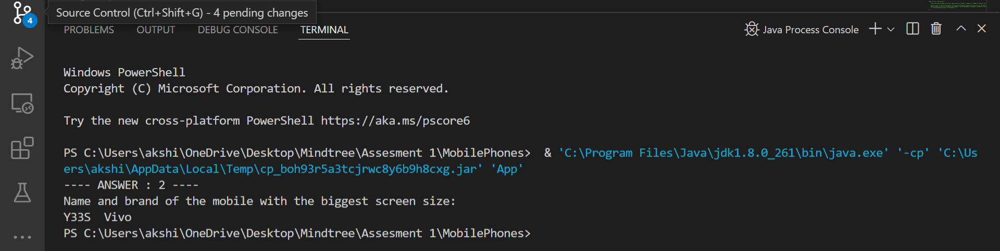 Source Control (Ctrl+Shift+G) - 4 pending changes
4
PROBLEMS OUTPUT DEBUG CONSOLE TERMINAL Java Process Console
Windows PowerShell
Copyright (C) Microsoft Corporation. All rights reserved.
Try the new cross-platform PowerShell https://aka.ms/pscore6
PS C:\Users\akshi\OneDrive\Desktop\Mindtree\Assesment 1\MobilePhones>  & 'C:\Program Files\Java\jdk1.8.0_261\bin\java.exe' '-cp' 'C:\Us
ers\akshi\AppData\Local\Temp\cp_boh93r5a3tcjrwc8y6b9h8cxg.jar' 'App'
---- ANSWER : 2 ----
Name and brand of the mobile with the biggest screen size:
Y33S  Vivo
PS C:\Users\akshi\OneDrive\Desktop\Mindtree\Assesment 1\MobilePhones>